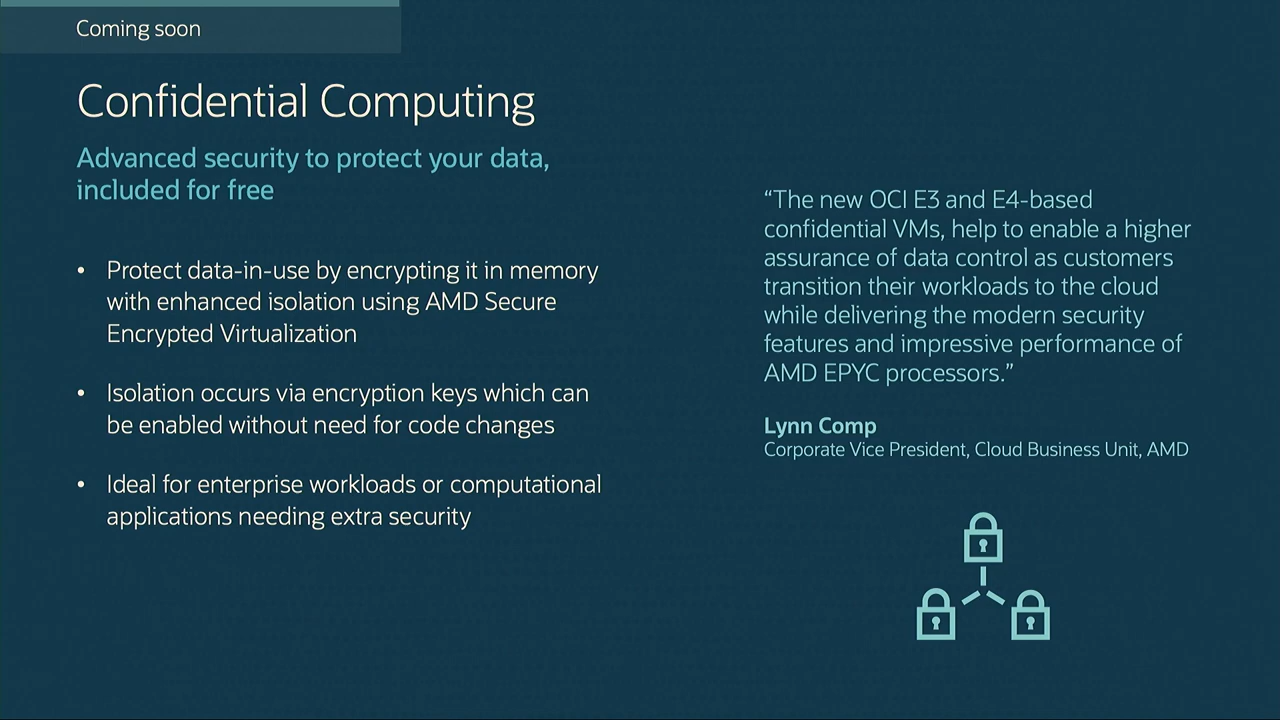 Coming soon
Confidential Computing
Advanced security to protect your data,
included for free
• Protect data-in-use by encrypting it in memory
with enhanced isolation using AMD Secure
Encrypted Virtualization
• Isolation occurs via encryption keys which can
be enabled without need for code changes
• Ideal for enterprise workloads or computational
applications needing extra security
“The new OCI E3 and E4-based
confidential VMs, help to enable a higher
assurance of data control as customers
transition their workloads to the cloud
while delivering the modern security
features and impressive performance of
AMD EPYC processors.”
Lynn Comp
Corporate Vice President, Cloud Business Unit, AMD